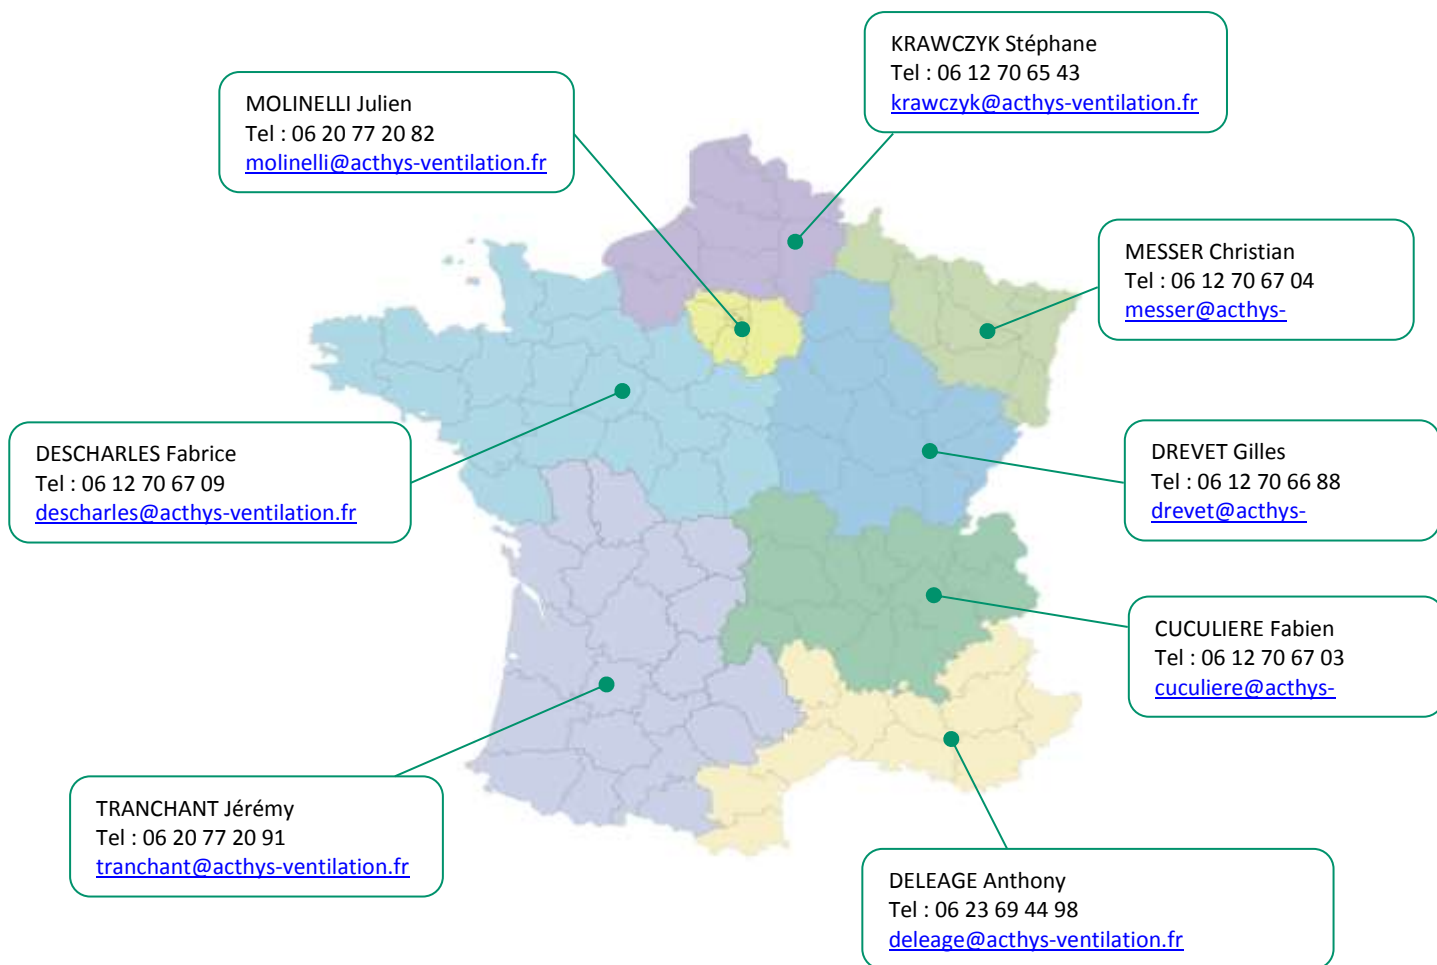 KRAWCZYK Stéphane
Tel : 06 12 70 65 43
krawczyk@acthys-ventilation.fr
MOLINELLI Julien
Tel : 06 20 77 20 82
molinelli@acthys-ventilation.fr
MESSER Christian
Tel : 06 12 70 67 04
messer@acthys-
DESCHARLES Fabrice
Tel : 06 12 70 67 09
descharles@acthys-ventilation.fr
DREVET Gilles
Tel : 06 12 70 66 88
drevet@acthys-
CUCULIERE Fabien
Tel : 06 12 70 67 03
cuculiere@acthys-
TRANCHANT Jérémy
Tel : 06 20 77 20 91
tranchant@acthys-ventilation.fr
DELEAGE Anthony
Tel : 06 23 69 44 98
deleage@acthys-ventilation.fr